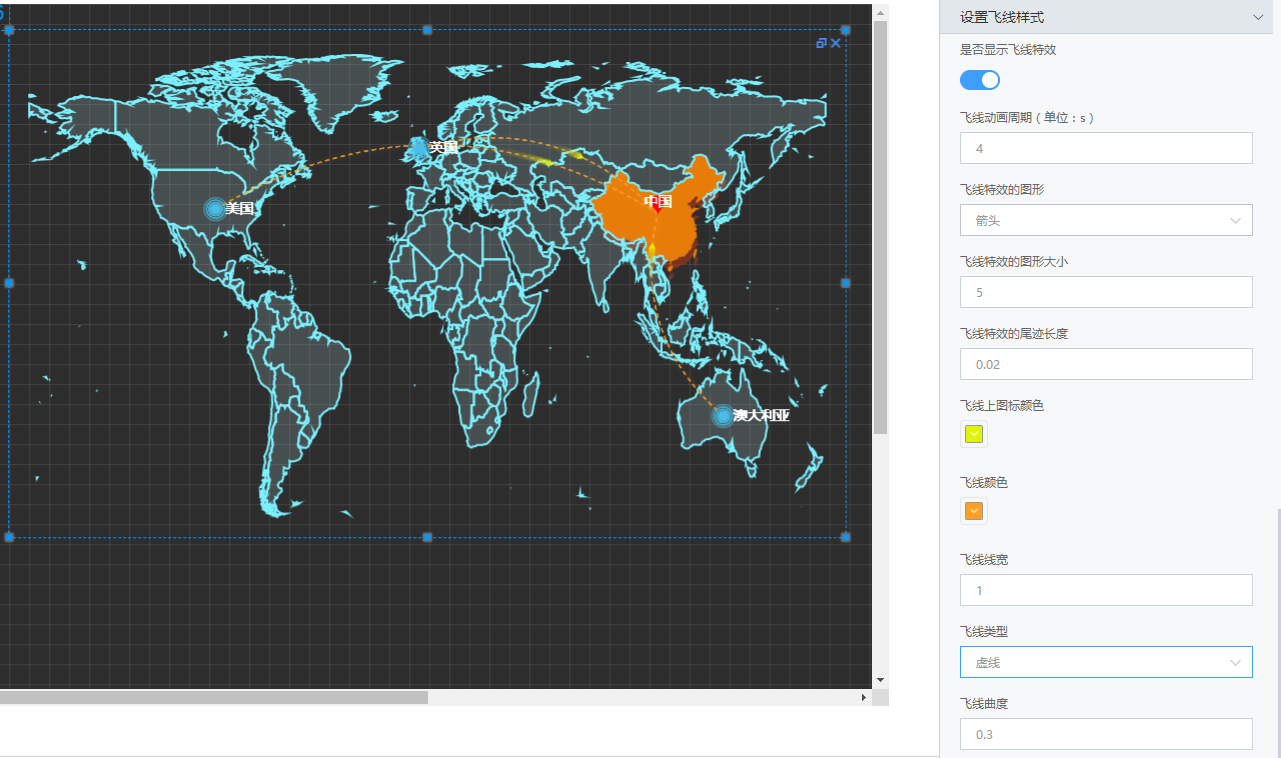 英国
美国
中国
澳大利亚
设置飞线样式
是否显示飞线特效
飞线动画周期（单位：s）
4
飞线特效的图形
箭头
飞线特效的图形大小
5
飞线特效的尾迹长度
0.02
飞线上图标颜色
飞线颜色
飞线线宽
1
飞线类型
虚线
飞线曲度
0.3